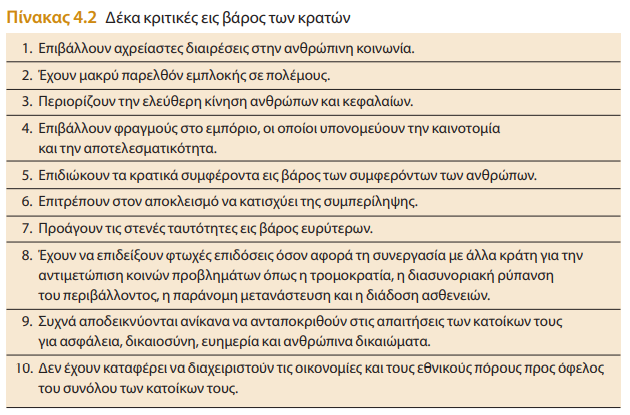 Πίνακας 4.2 Δέκα κριτικές εις βάρος των κρατών
1. Επιβάλλουν αχρείαστες διαιρέσεις στην ανθρώπινη κοινωνία.
2. Έχουν μακρύ παρελθόν εμπλοκής σε πολέμους.
3. Περιορίζουν την ελεύθερη κίνηση ανθρώπων και κεφαλαίων.
4. Επιβάλλουν φραγμούς στο εμπόριο, οι οποίοι υπονομεύουν την καινοτομία
και την αποτελεσματικότητα.
5. Επιδιώκουν τα κρατικά συμφέροντα εις βάρος των συμφερόντων των ανθρώπων.
6. Επιτρέπουν στον αποκλεισμό να κατισχύει της συμπερίληψης.
7. Προάγουν τις στενές ταυτότητες εις βάρος ευρύτερων.
8. Έχουν να επιδείξουν φτωχές επιδόσεις όσον αφορά τη συνεργασία με άλλα κράτη για την
αντιμετώπιση κοινών προβλημάτων όπως η τρομοκρατία, η διασυνοριακή ρύπανση
του περιβάλλοντος, η παράνομη μετανάστευση και η διάδοση ασθενειών.
9. Συχνά αποδεικνύονται ανίκανα να ανταποκριθούν στις απαιτήσεις των κατοίκων τους
για ασφάλεια, δικαιοσύνη, ευημερία και ανθρώπινα δικαιώματα.
10. Δεν έχουν καταφέρει να διαχειριστούν τις οικονομίες και τους εθνικούς πόρους προς όφελος
του συνόλου των κατοίκων τους.